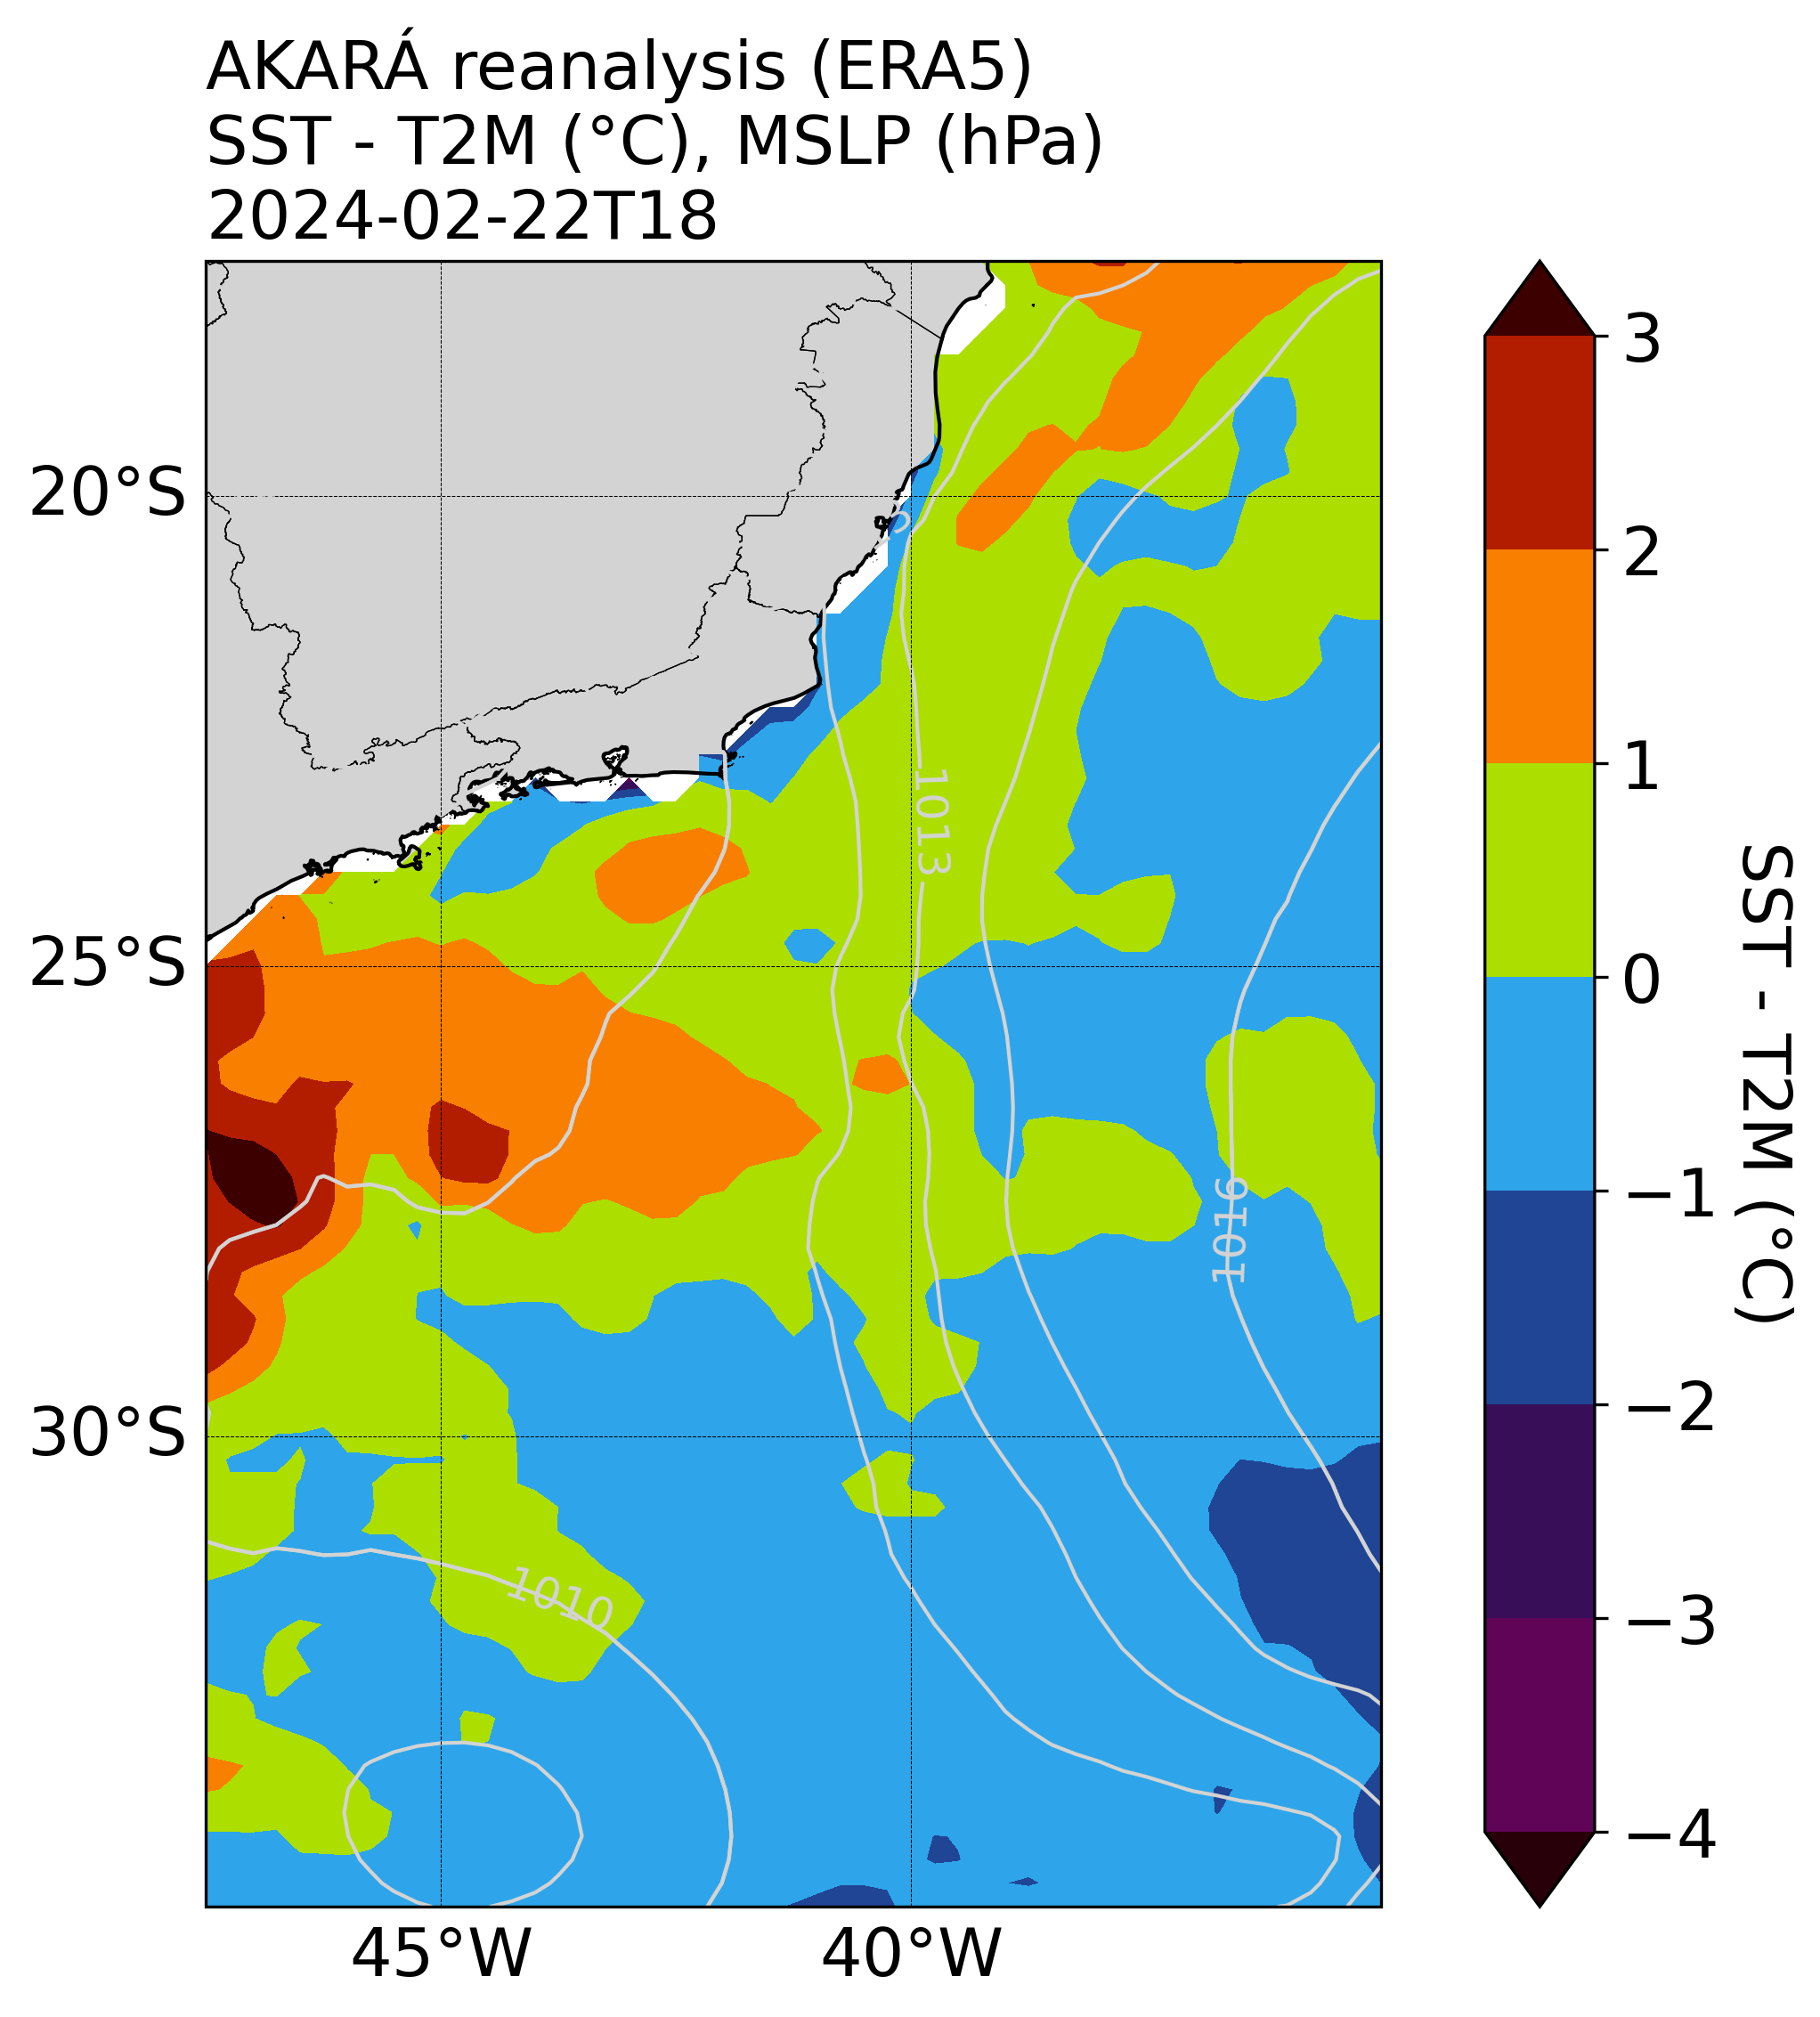 AKARÁ reanalysis (ERA5)
SST - T2M (°C), MSLP (hPa)
2024-02-22T18
20°S
25°S
30°S
45°W
40°W
1013
1016
1010
3
2
1
0
−1
−2
−3
−4
SST - T2M (°C)